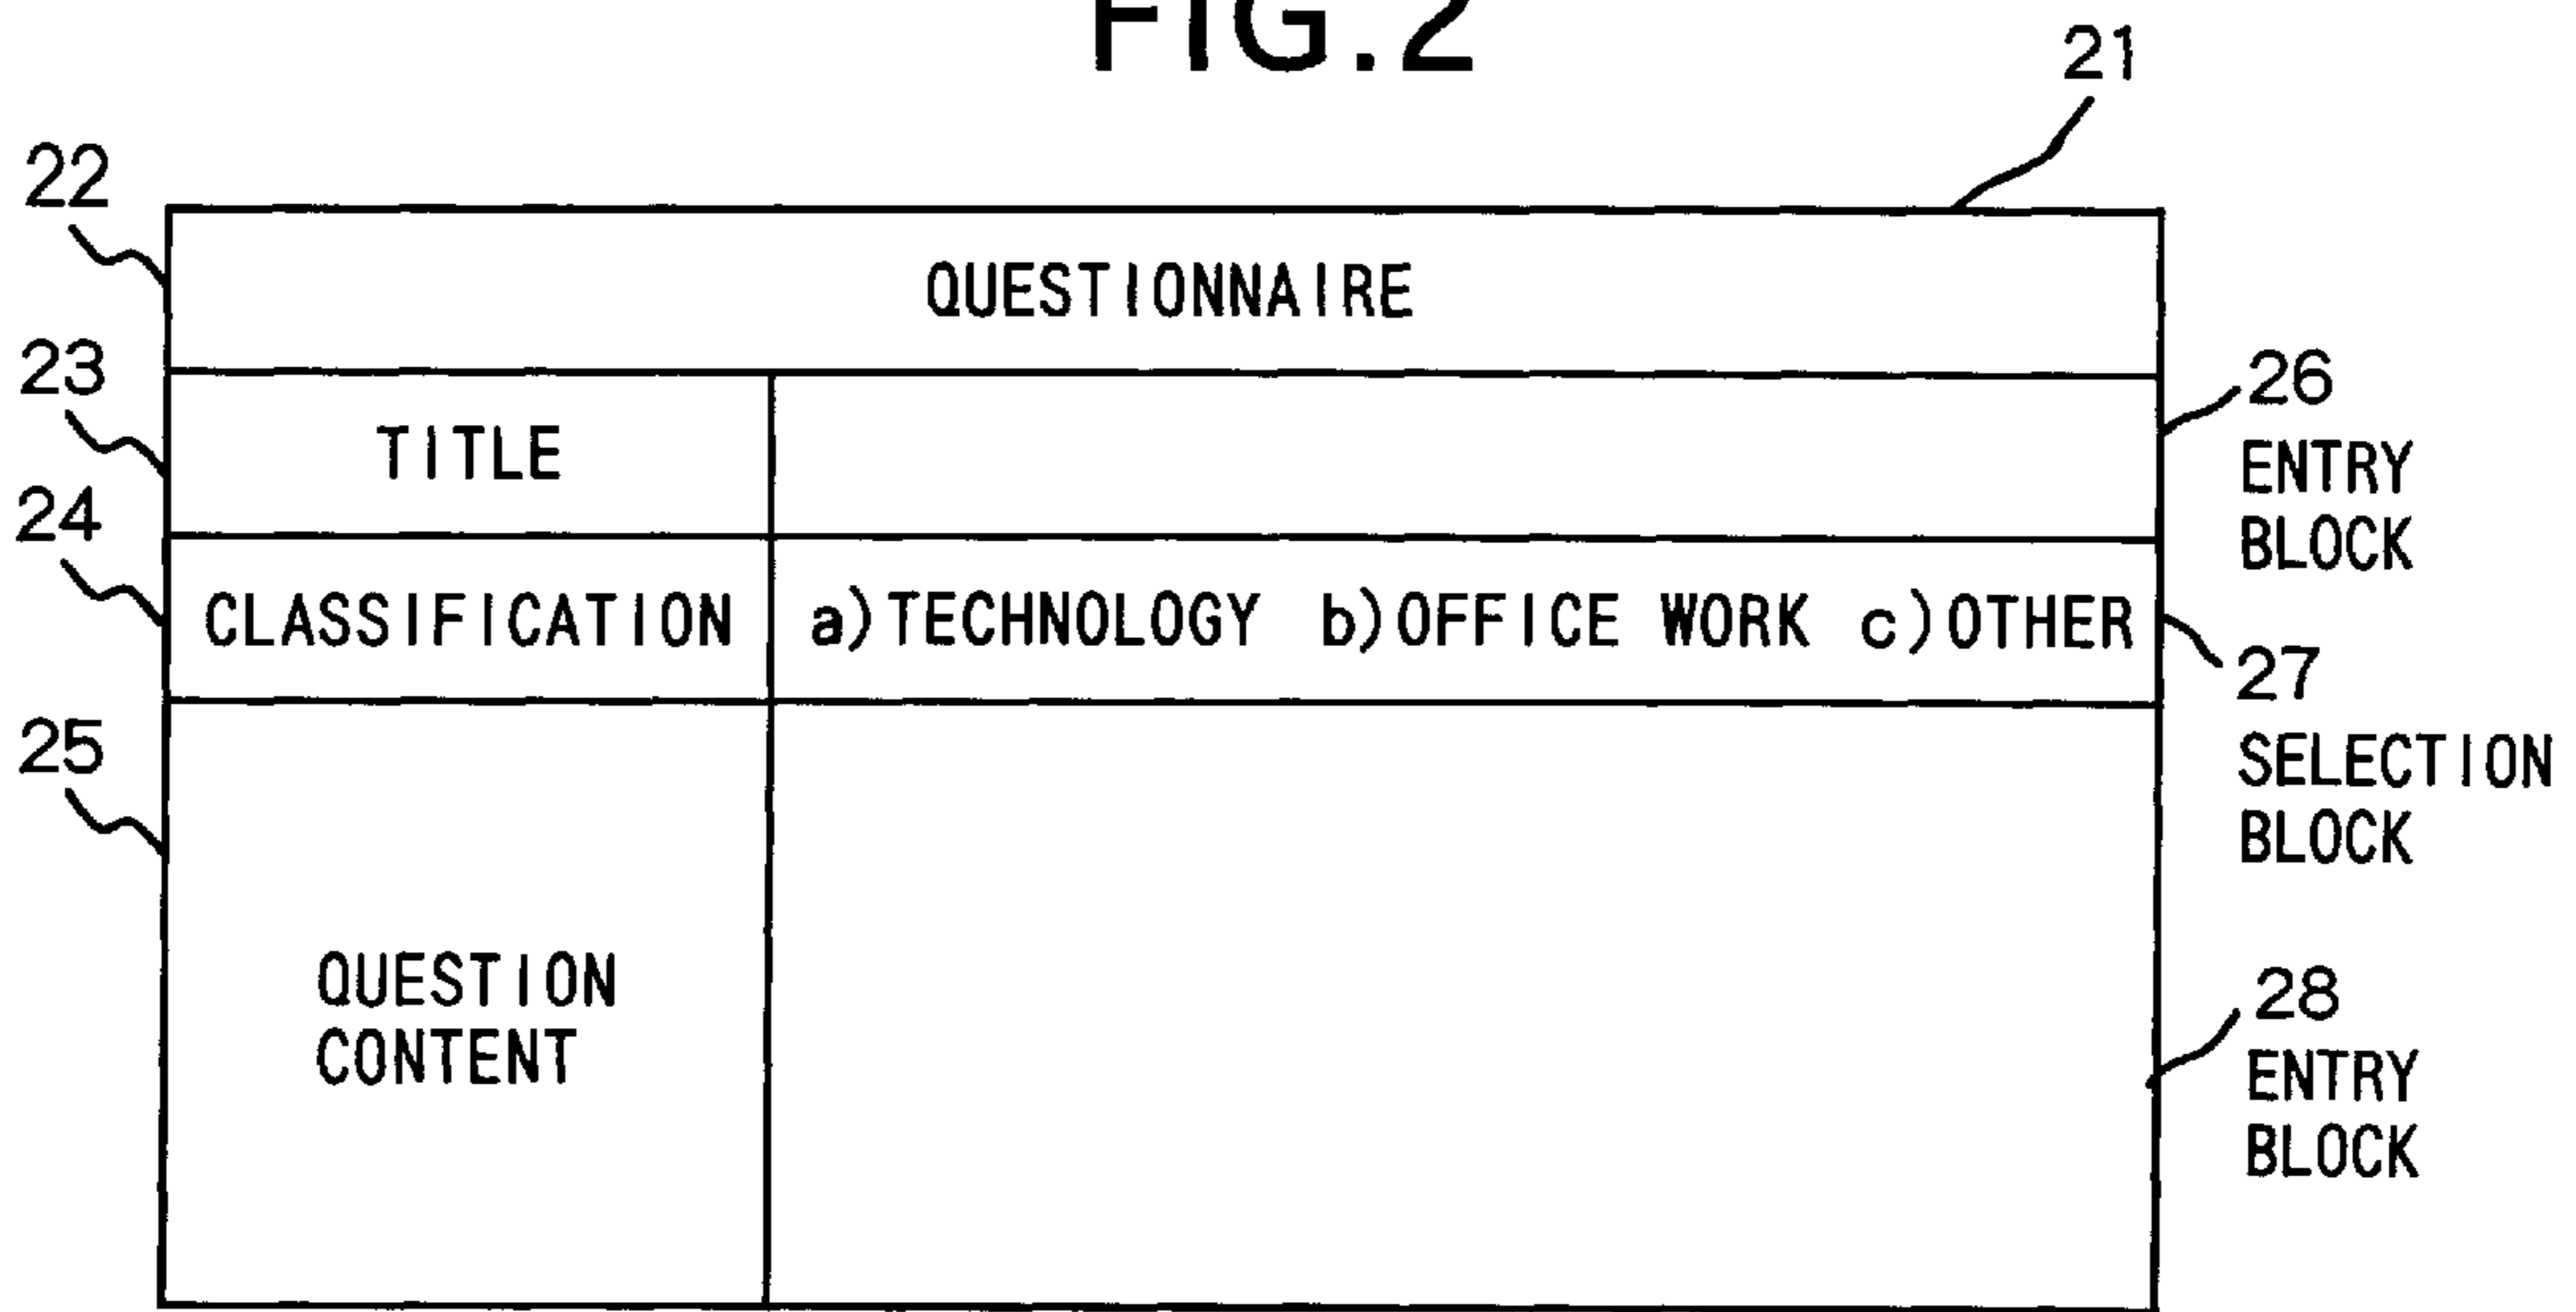 FIG.2
21
22
QUESTIONNAIRE
23
TITLE
26
ENTRY
BLOCK
24
CLASSIFICATION a)TECHNOLOGY b)OFFICE WORK c)OTHER
27
SELECTION
BLOCK
25
QUESTION
CONTENT
28
ENTRY
BLOCK